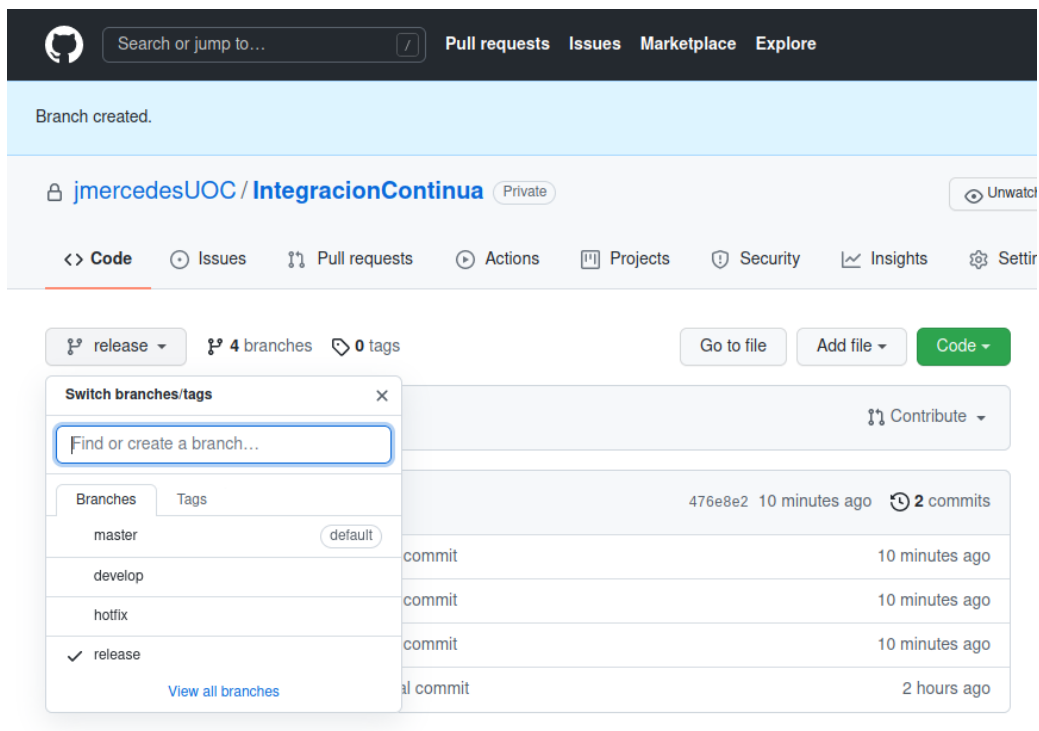 Search or jump to… / Pull requests Issues Marketplace Explore
Branch created.
jmercedesUOC / IntegracionContinua Private Unwatch
Code Issues Pull requests Actions Projects Security Insights Settin
release 4 branches 0 tags Go to file Add file Code
Switch branches/tags
Contribute
Find or create a branch…
Branches Tags
476e8e2 10 minutes ago 2 commits
master default
commit 10 minutes ago
develop
commit 10 minutes ago
hotfix
commit 10 minutes ago
release
al commit 2 hours ago
View all branches